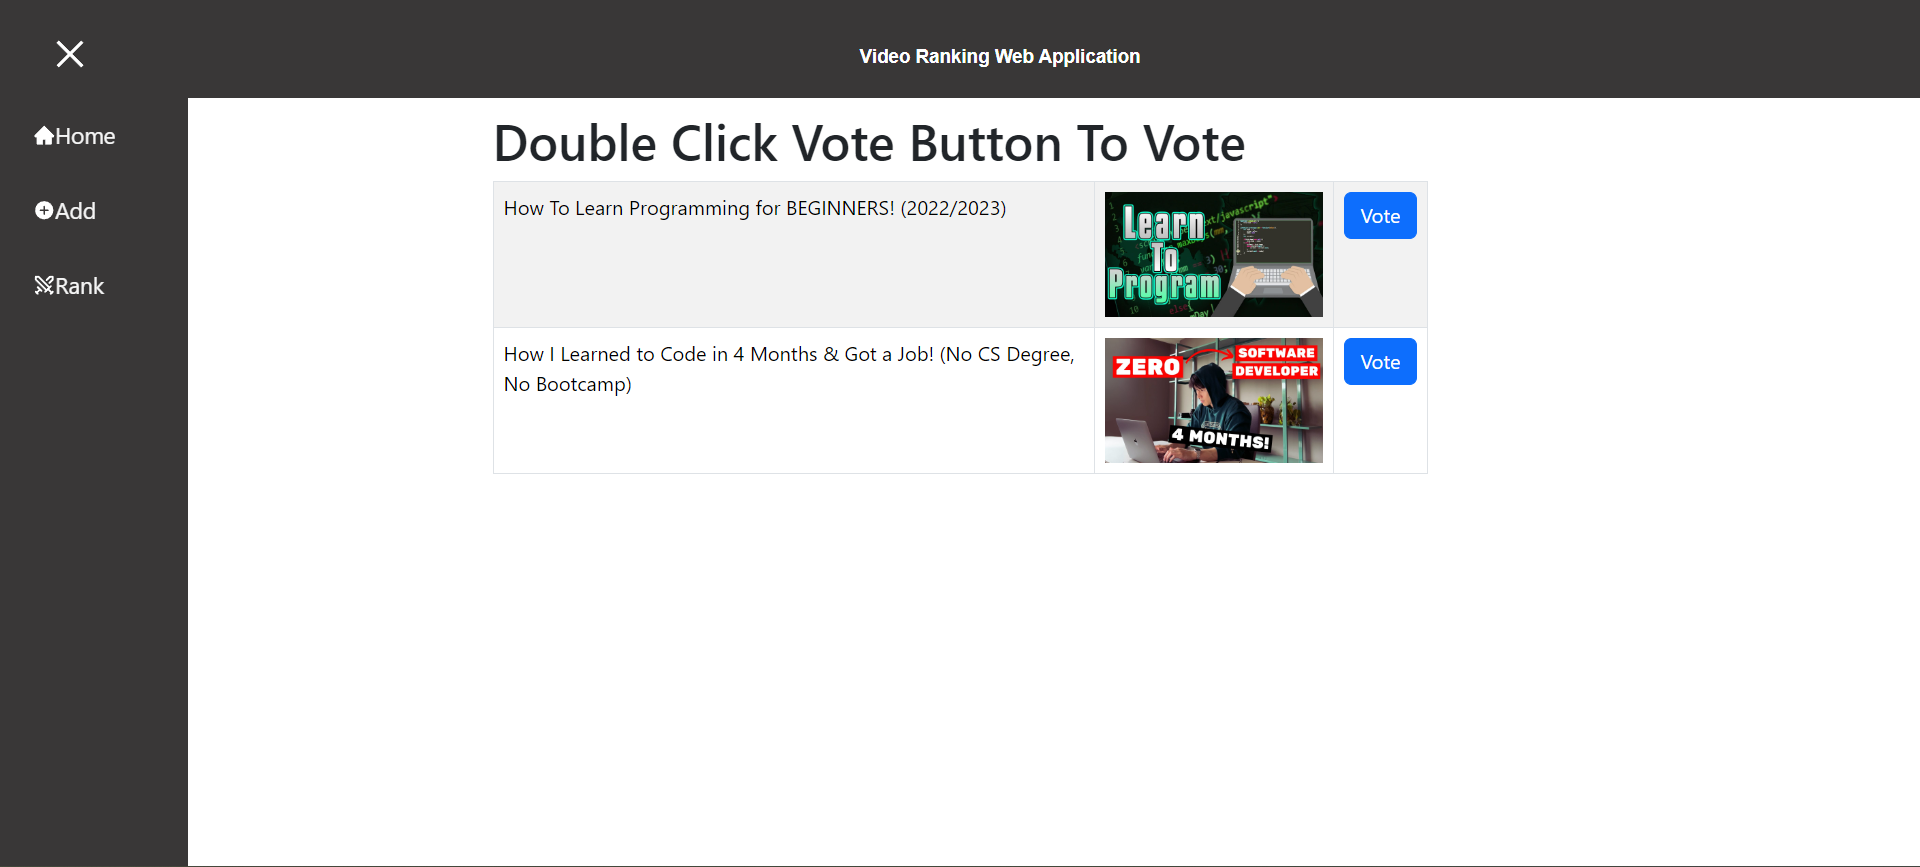 Video Ranking Web Application
Home
Add
Rank
Double Click Vote Button To Vote
How To Learn Programming for BEGINNERS! (2022/2023)
Learn
To
Program
Vote
How I Learned to Code in 4 Months & Got a Job! (No CS Degree,
No Bootcamp)
ZERO
SOFTWARE
DEVELOPER
4 MONTHS!
Vote